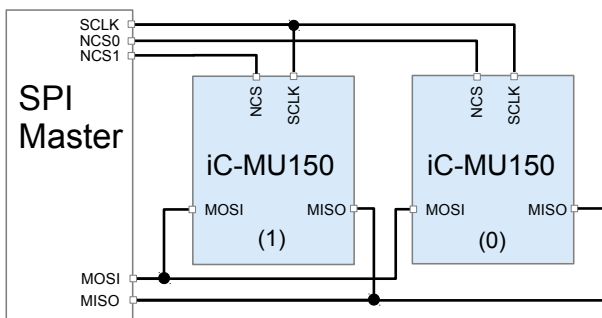 SCLK
NCS0
NCS1
SPI
Master
NCS
SCLK
iC-MU150
MOSI
MISO
(1)
NCS
SCLK
iC-MU150
MOSI
MISO
(0)
MOSI
MISO